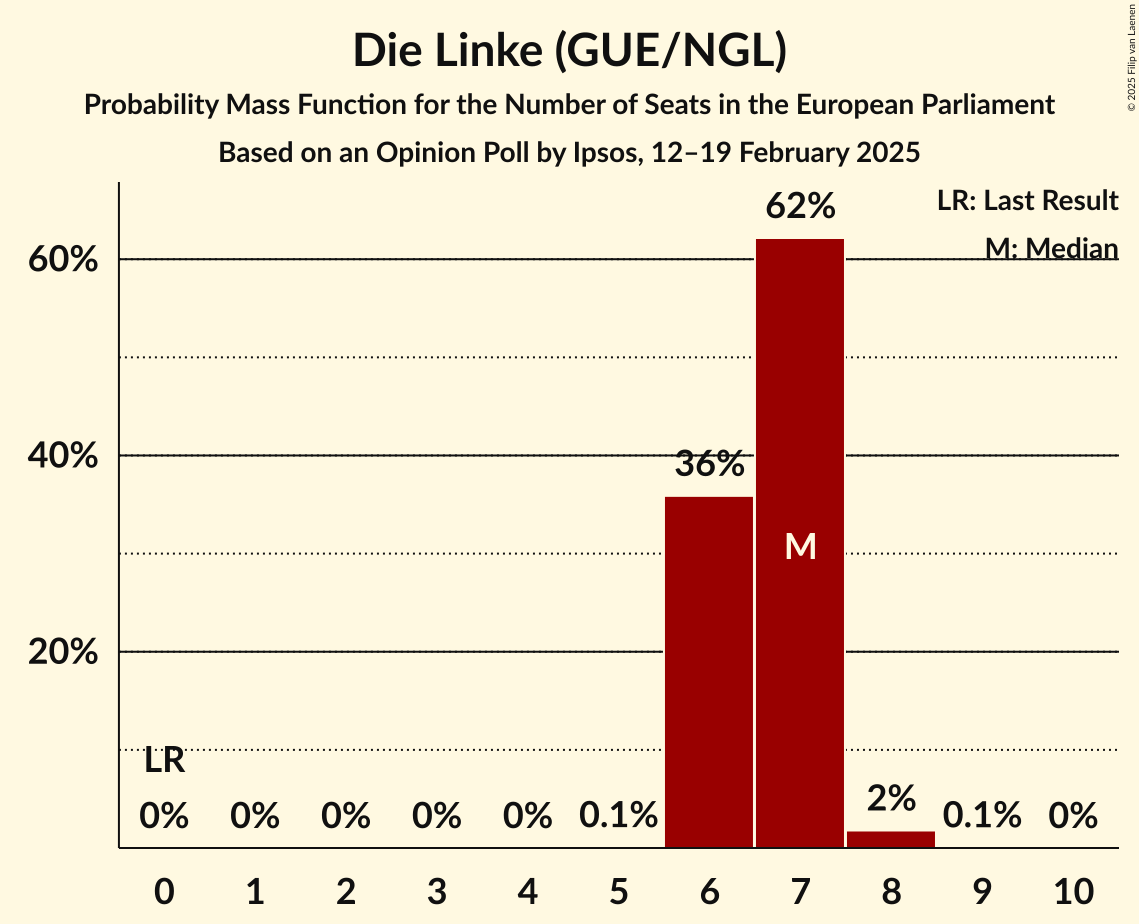 Die Linke (GUE/NGL)
Probability Mass Function for the Number of Seats in the European Parliament
Based on an Opinion Poll by Ipsos, 12–19 February 2025
© 2025 Filip van Laenen
LR: Last Result
M: Median
60%
40%
20%
62%
36%
M
LR
0% 0% 0% 0% 0% 0.1% 2% 0.1% 0%
0 1 2 3 4 5 6 7 8 9 10